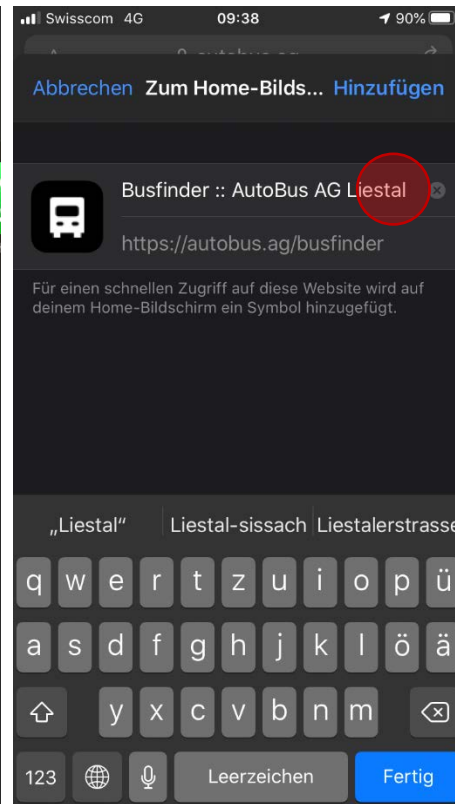 Swisscom 4G 09:38 90%
Abbrechen Zum Home-Bilds... Hinzufügen
Busfinder :: AutoBus AG Liestal
https://autobus.ag/busfinder
Für einen schnellen Zugriff auf diese Website wird auf
deinem Home-Bildschirm ein Symbol hinzugefügt.
„Liestal“ Liestal-sissach Liestalerstrasse
q w e r t z u i o p ü
a s d f g h j k l ö ä
y x c v b n m
123 Leerzeichen Fertig